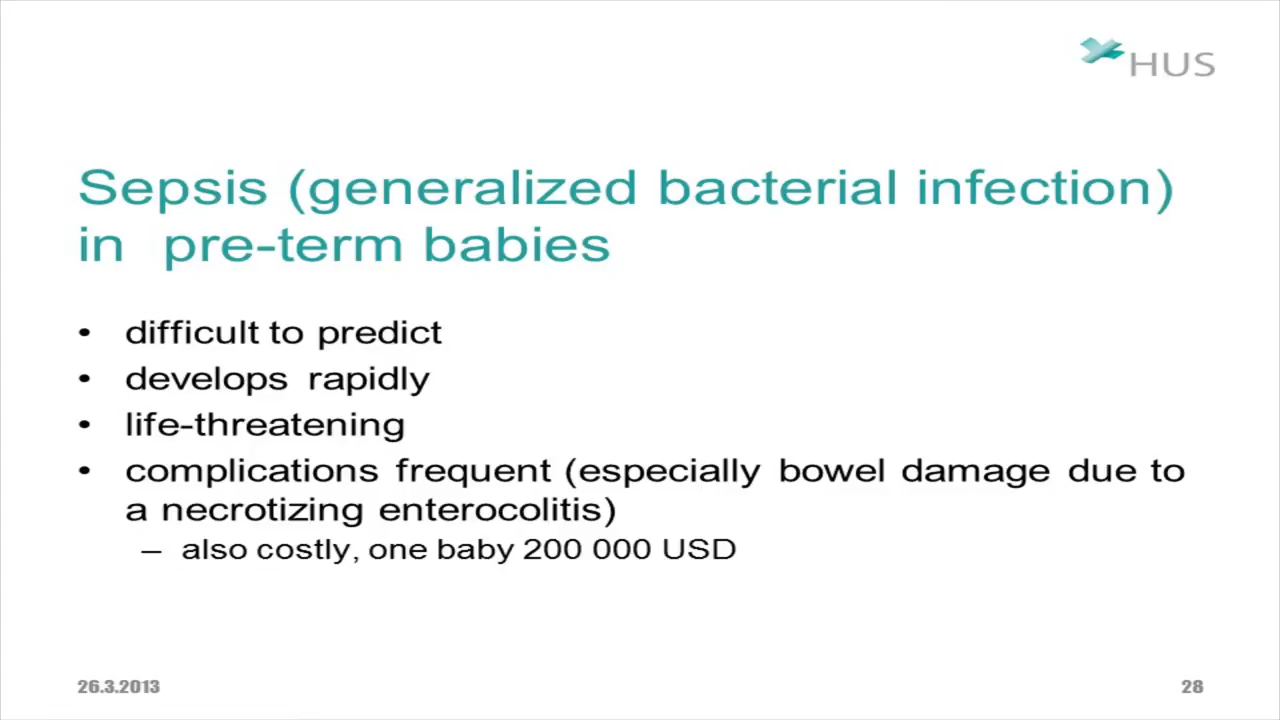 HUS
Sepsis (generalized bacterial infection)
in pre-term babies
• difficult to predict
• develops rapidly
• life-threatening
• complications frequent (especially bowel damage due to
a necrotizing enterocolitis)
– also costly, one baby 200 000 USD
26.3.2013
28